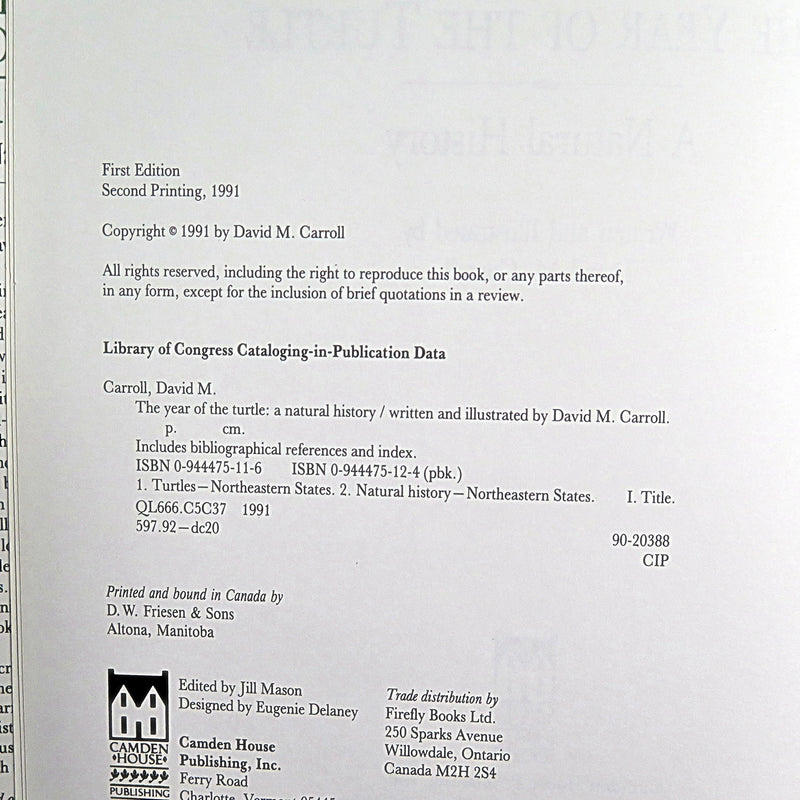 First Edition
Second Printing, 1991
Copyright © 1991 by David M. Carroll
All rights reserved, including the right to reproduce this book, or any parts thereof,
in any form, except for the inclusion of brief quotations in a review.
Library of Congress Cataloging-in-Publication Data
Carroll, David M.
The year of the turtle: a natural history / written and illustrated by David M. Carroll.
p. cm.
Includes bibliographical references and index.
ISBN 0-944475-11-6 ISBN 0-944475-12-4 (pbk.)
1. Turtles—Northeastern States. 2. Natural history—Northeastern States. I. Title.
QL666.C5C37 1991
597.92—dc20
90-20388
CIP
Printed and bound in Canada by
D.W. Friesen & Sons
Altona, Manitoba
CAMDEN
HOUSE
PUBLISHING
Edited by Jill Mason
Designed by Eugenie Delaney
Camden House
Publishing, Inc.
Ferry Road
Charlotte, Vermont
Trade distribution by
Firefly Books Ltd.
250 Sparks Avenue
Willowdale, Ontario
Canada M2H 2S4